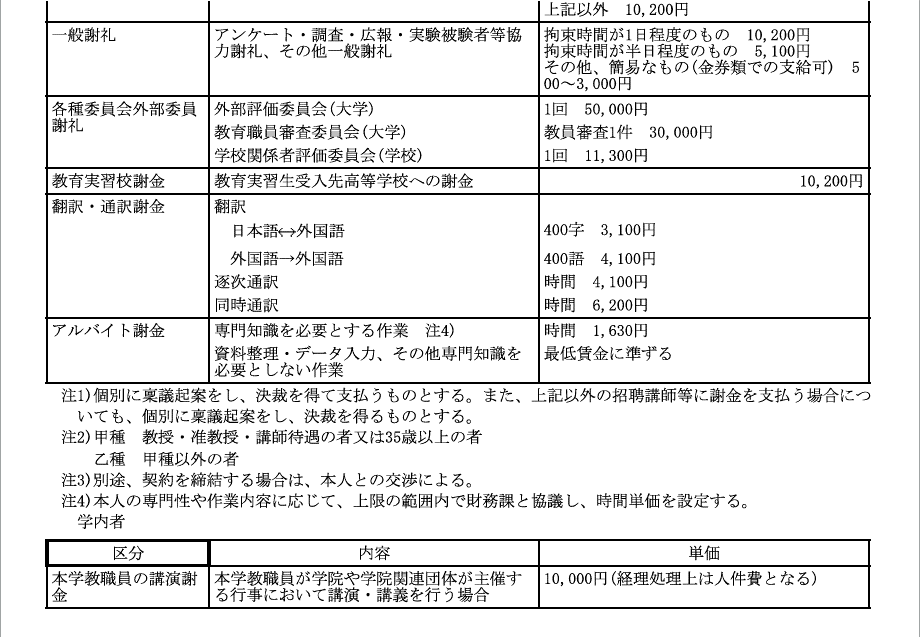 上記以外　10,200円
一般謝礼
アンケート・調査・広報・実験被験者等協
力謝礼、その他一般謝礼
拘束時間が1日程度のもの　10,200円
拘束時間が半日程度のもの　5,100円
その他、簡易なもの(金券類での支給可)　5
00～3,000円
各種委員会外部委員
謝礼
外部評価委員会(大学)
1回　50,000円
教育職員審査委員会(大学)
教員審査1件　30,000円
学校関係者評価委員会(学校)
1回　11,300円
教育実習校謝金
教育実習生受入先高等学校への謝金
10,200円
翻訳・通訳謝金
翻訳
日本語↔外国語
400字　3,100円
外国語→外国語
400語　4,100円
逐次通訳
時間　4,100円
同時通訳
時間　6,200円
アルバイト謝金
専門知識を必要とする作業　注4)
時間　1,630円
資料整理・データ入力、その他専門知識を
必要としない作業
最低賃金に準ずる
注1)個別に稟議起案をし、決裁を得て支払うものとする。また、上記以外の招聘講師等に謝金を支払う場合につ
いても、個別に稟議起案をし、決裁を得るものとする。
注2)甲種　教授・准教授・講師待遇の者又は35歳以上の者
乙種　甲種以外の者
注3)別途、契約を締結する場合は、本人との交渉による。
注4)本人の専門性や作業内容に応じて、上限の範囲内で財務課と協議し、時間単価を設定する。
学内者
区分
内容
単価
本学教職員の講演謝
金
本学教職員が学院や学院関連団体が主催す
る行事において講演・講義を行う場合
10,000円(経理処理上は人件費となる)